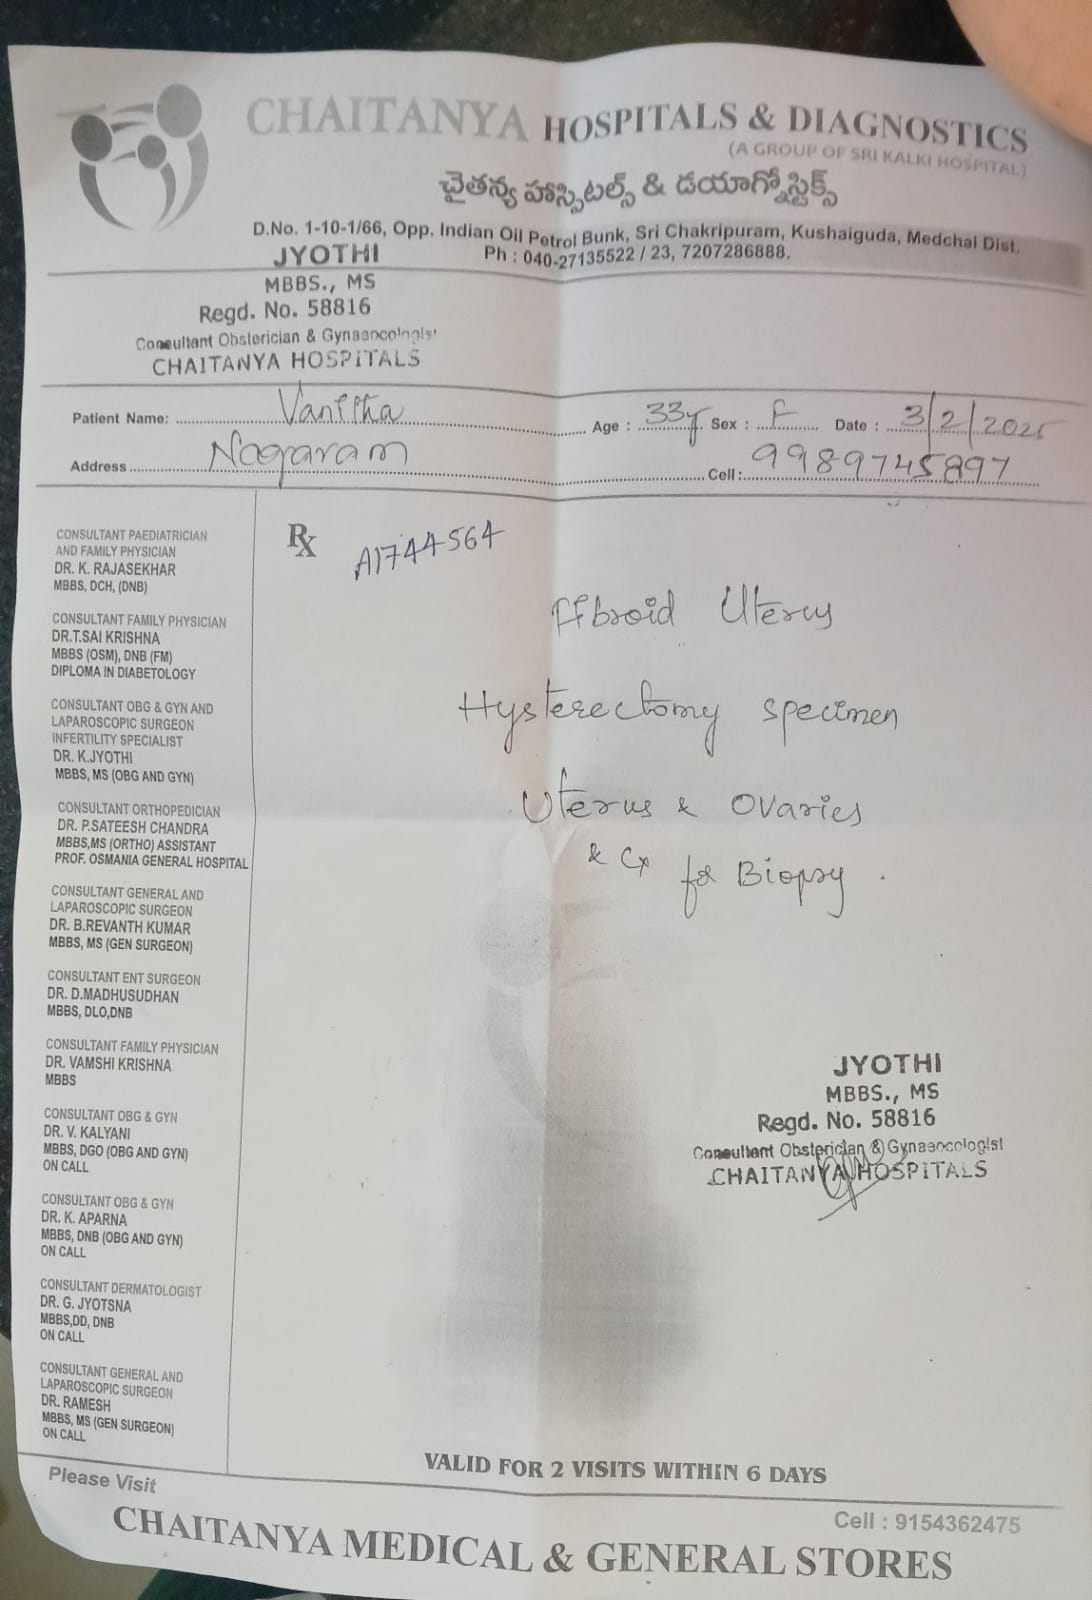 CHAITANYA HOSPITALS & DIAGNOSTICS
(A GROUP OF SRI KALKI HOSPITAL)
చైతన్య హాస్పిటల్స్ & డయాగ్నోస్టిక్స్
D.No. 1-10-1/66, Opp. Indian Oil Petrol Bunk, Sri Chakripuram, Kushaiguda, Medchal Dist.
Ph : 040-27135522 / 23, 7207286888.
JYOTHI
MBBS., MS
Regd. No. 58816
Consultant Obsterician & Gynaeocologist
CHAITANYA HOSPITALS
Patient Name: Vanitha Age : 33y Sex : F Date : 3/2/2025
Address Nagaram Cell: 9989745897
CONSULTANT PAEDIATRICIAN
AND FAMILY PHYSICIAN
DR. K. RAJASEKHAR
MBBS, DCH, (DNB)
CONSULTANT FAMILY PHYSICIAN
DR.T.SAI KRISHNA
MBBS (OSM), DNB (FM)
DIPLOMA IN DIABETOLOGY
CONSULTANT OBG & GYN AND
LAPAROSCOPIC SURGEON
INFERTILITY SPECIALIST
DR. K.JYOTHI
MBBS, MS (OBG AND GYN)
CONSULTANT ORTHOPEDICIAN
DR. P.SATEESH CHANDRA
MBBS,MS (ORTHO) ASSISTANT
PROF. OSMANIA GENERAL HOSPITAL
CONSULTANT GENERAL AND
LAPAROSCOPIC SURGEON
DR. B.REVANTH KUMAR
MBBS, MS (GEN SURGEON)
CONSULTANT ENT SURGEON
DR. D.MADHUSUDHAN
MBBS, DLO,DNB
CONSULTANT FAMILY PHYSICIAN
DR. VAMSHI KRISHNA
MBBS
CONSULTANT OBG & GYN
DR. V. KALYANI
MBBS, DGO (OBG AND GYN)
ON CALL
CONSULTANT OBG & GYN
DR. K. APARNA
MBBS, DNB (OBG AND GYN)
ON CALL
CONSULTANT DERMATOLOGIST
DR. G. JYOTSNA
MBBS,DD, DNB
ON CALL
CONSULTANT GENERAL AND
LAPAROSCOPIC SURGEON
DR. RAMESH
MBBS, MS (GEN SURGEON)
ON CALL
Rx A1744564
Fibroid Uterus
Hysterectomy specimen
Uterus & Ovaries
& Cx for Biopsy .
JYOTHI
MBBS., MS
Regd. No. 58816
Consultant Obsterician & Gynaeocologist
CHAITANYA HOSPITALS
VALID FOR 2 VISITS WITHIN 6 DAYS
Please Visit
Cell : 9154362475
CHAITANYA MEDICAL & GENERAL STORES